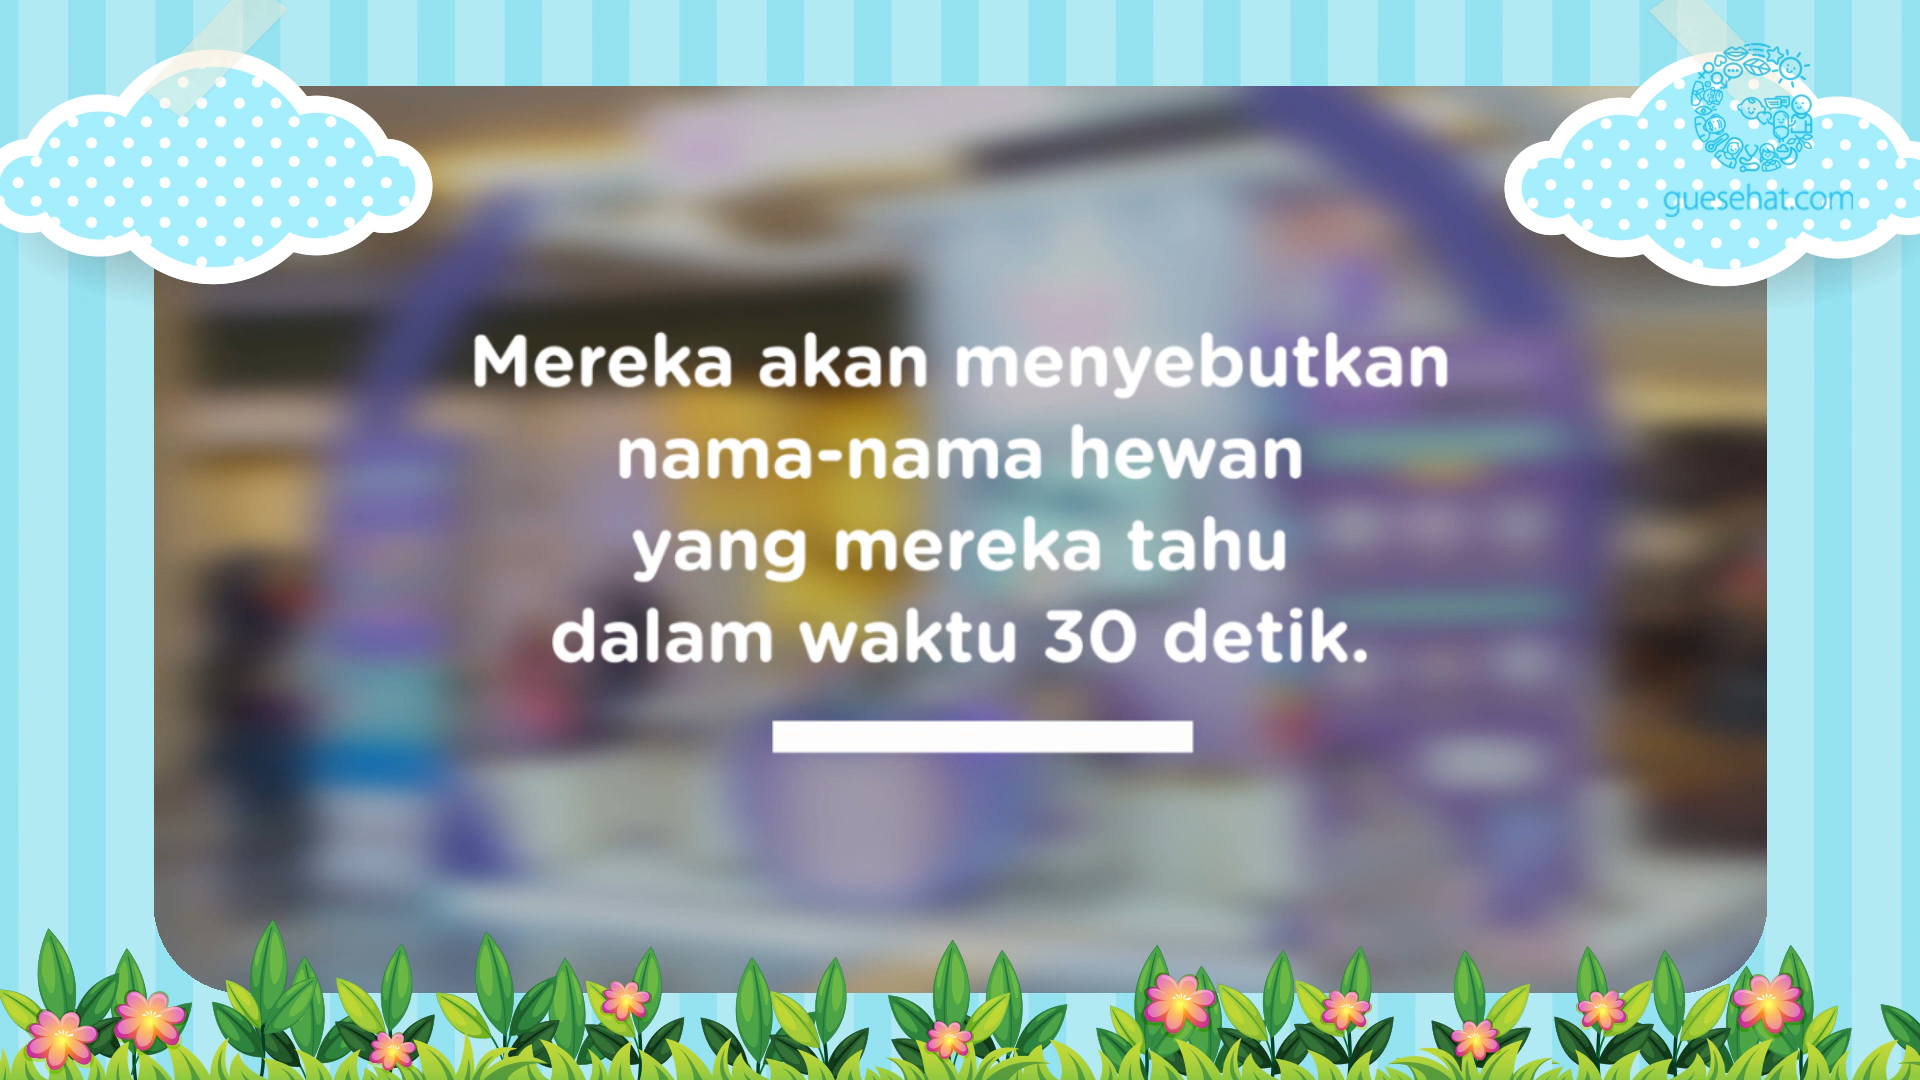 guesehat.com
Mereka akan menyebutkan
nama-nama hewan
yang mereka tahu
dalam waktu 30 detik.